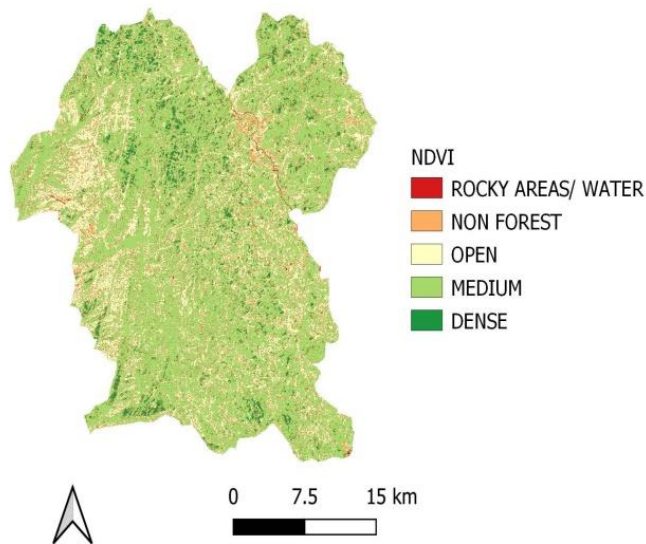 NDVI
ROCKY AREAS/ WATER
NON FOREST
OPEN
MEDIUM
DENSE
0 7.5 15 km